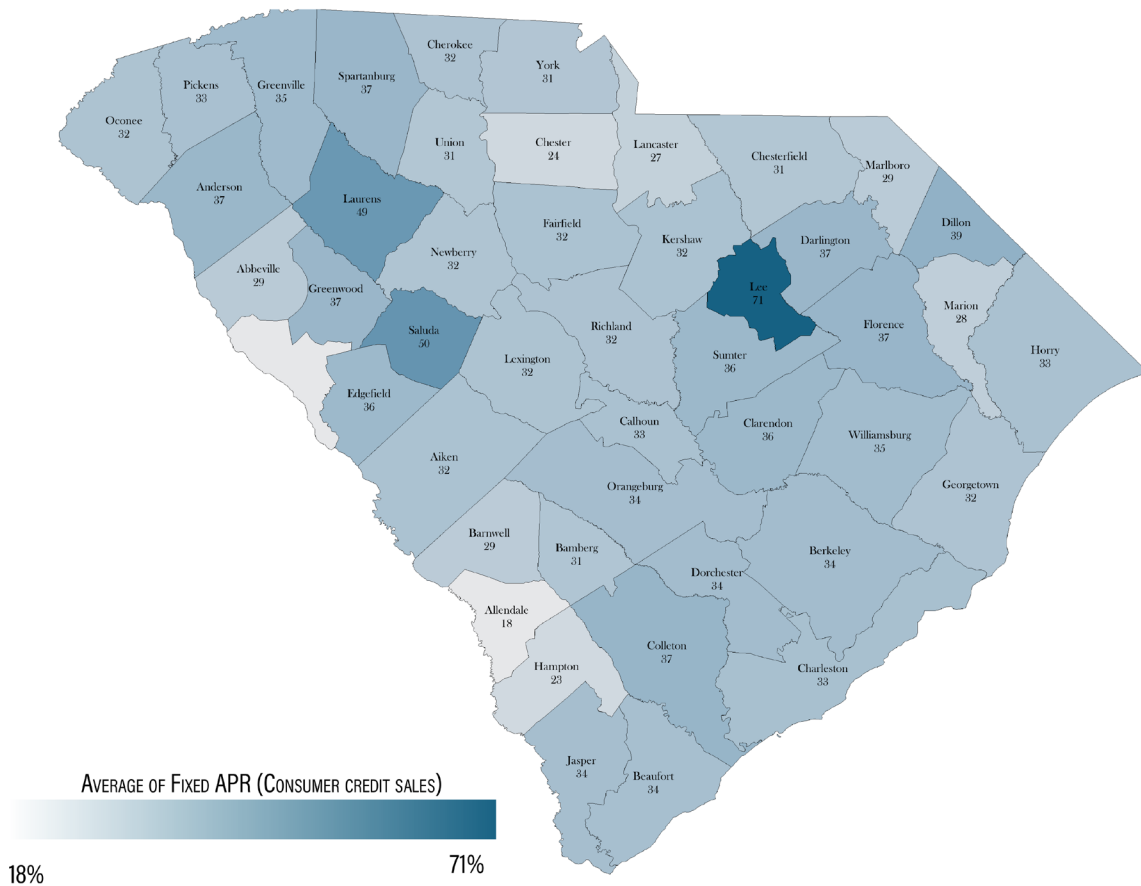 Cherokee
32
York
31
Spartanburg
37
Pickens
33
Greenville
35
Oconee
32
Union
31
Chester
24
Lancaster
27
Chesterfield
31
Marlboro
29
Anderson
37
Laurens
49
Dillon
39
Fairfield
32
Kershaw
32
Darlington
37
Newberry
32
Abbeville
29
Greenwood
37
Lee
71
Marion
28
Saluda
50
Richland
32
Florence
37
Lexington
32
Sumter
36
Horry
33
Edgefield
36
Calhoun
33
Clarendon
36
Williamsburg
35
Aiken
32
Orangeburg
34
Georgetown
32
Barnwell
29
Bamberg
31
Berkeley
34
Dorchester
34
Allendale
18
Colleton
37
Hampton
23
Charleston
33
Jasper
34
Beaufort
34
Average of Fixed APR (Consumer credit sales)
18%
71%